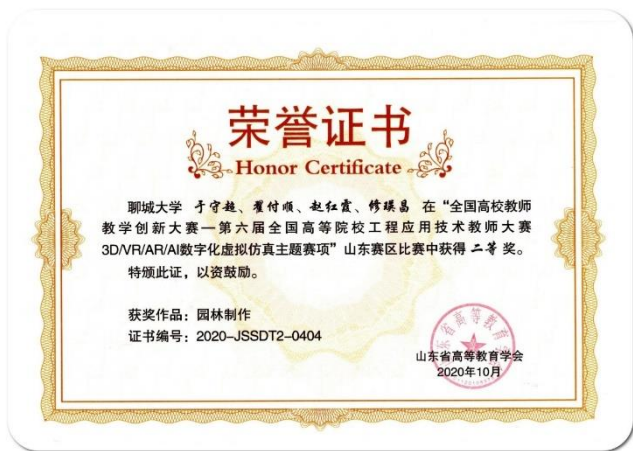 荣誉证书
Honor Certificate
聊城大学 于守超、翟付顺、赵红霞、修瑛昌 在“全国高校教师
教学创新大赛—第六届全国高等院校工程应用技术教师大赛
3D/VR/AR/AI数字化虚拟仿真主题赛项”山东赛区比赛中获得 二等 奖。
特颁此证，以资鼓励。
获奖作品：园林制作
证书编号：2020-JSSDT2-0404
山东省高等教育学会
2020年10月